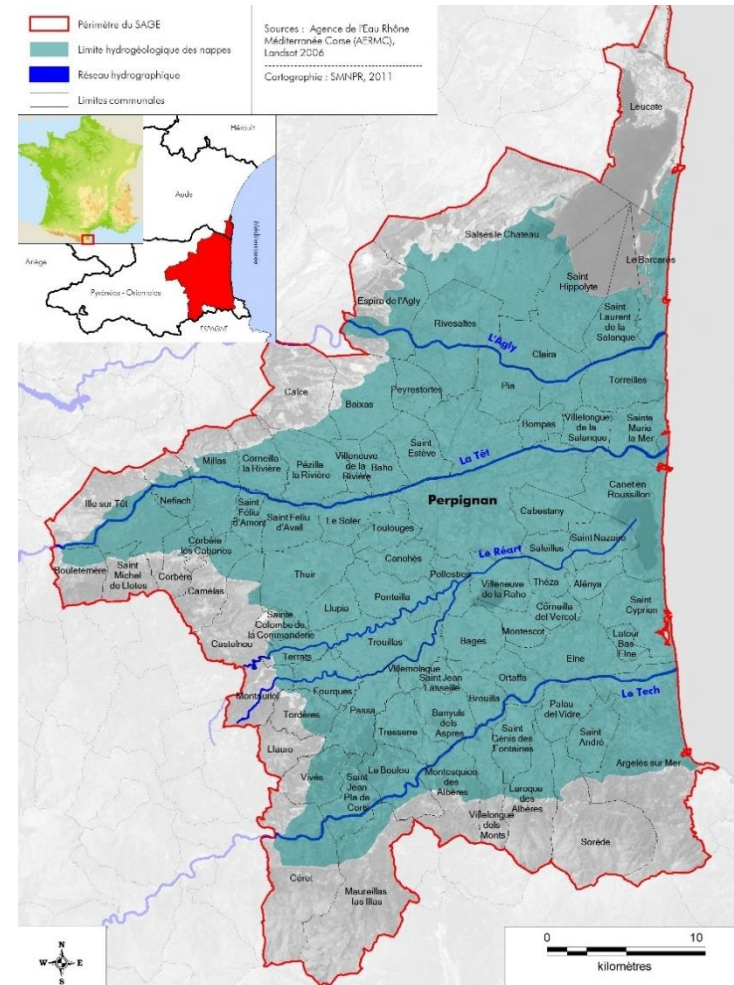 Périmètre du SAGE
Limite hydrogéologique des nappes
Réseau hydrographique
Limites communales
Sources : Agence de l'Eau Rhône
Méditerranée Corse (AERMC),
Landsat 2006
Cartographie : SMNPR, 2011
Hérault
Aude
Méditerranée
Ariège
Pyrénées - Orientales
ESPAGNE
Leucate
Salses le Chateau
Le Barcarès
Saint
Hippolyte
Espira de l'Agly
Rivesaltes
Saint
Laurent
de la
Salanque
L'Agly
Claira
Calce
Baixas
Peyrestortes
Pia
Torreilles
Bompas
Villelongue
de la
Salanque
Sainte
Marie
la Mer
Millas
Corneilla
la Rivière
Pézilla
la Rivière
Villeneuve
de la
Rivière
Baho
Saint
Estève
La Têt
Ille sur Têt
Nefiach
Saint
Féliu
d'Amont
Saint Feliu
d'Avall
Le Soler
Toulouges
Perpignan
Cabestany
Canet en
Roussillon
Corbère
les Cabanes
Bouleternère
Saint
Michel
de Llotes
Corbère
Camélas
Thuir
Canohès
Pollestres
Le Réart
Saleilles
Saint Nazaire
Llupia
Ponteilla
Villeneuve
de la Raho
Théza
Alénya
Corneilla
del Vercol
Saint
Cyprien
Castelnou
Sainte
Colombe de
la Commanderie
Terrats
Trouillas
Bages
Montescot
Latour
Bas
Elne
Elne
Montauriol
Fourques
Villemolaque
Saint Jean
Lasseille
Ortaffa
Brouilla
Le Tech
Tordères
Passa
Tresserre
Banyuls
dels
Aspres
Saint
Génis des
Fontaines
Palau
del Vidre
Saint
André
Llauro
Vivés
Saint
Jean
Pla de
Corts
Le Boulou
Montesquieu
des
Albères
Laroque
des
Albères
Argelès sur Mer
Villelongue
dels
Monts
Sorède
Céret
Maureillas
las Illas
N
W
E
S
0
10
kilomètres